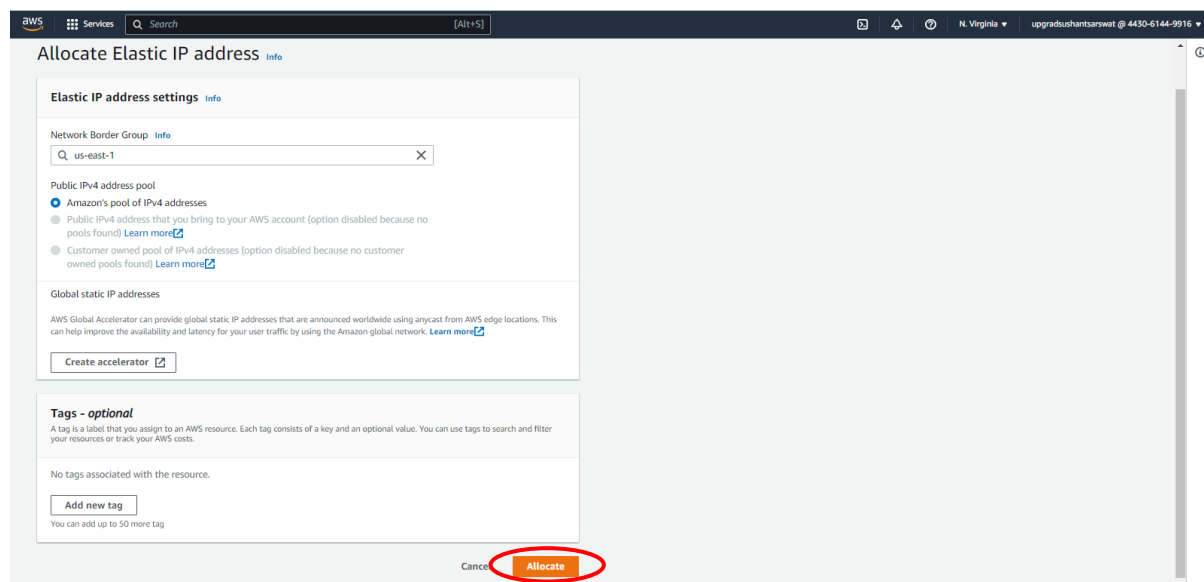 aws Services Search [Alt+S] N. Virginia upgradsushantsarswat @ 4430-6144-9916
Allocate Elastic IP address Info
Elastic IP address settings Info
Network Border Group Info
us-east-1
Public IPv4 address pool
Amazon's pool of IPv4 addresses
Public IPv4 address that you bring to your AWS account (option disabled because no
pools found) Learn more
Customer owned pool of IPv4 addresses (option disabled because no customer
owned pools found) Learn more
Global static IP addresses
AWS Global Accelerator can provide global static IP addresses that are announced worldwide using anycast from AWS edge locations. This
can help improve the availability and latency for your user traffic by using the Amazon global network. Learn more
Create accelerator
Tags - optional
A tag is a label that you assign to an AWS resource. Each tag consists of a key and an optional value. You can use tags to search and filter
your resources or track your AWS costs.
No tags associated with the resource.
Add new tag
You can add up to 50 more tag
Cancel Allocate